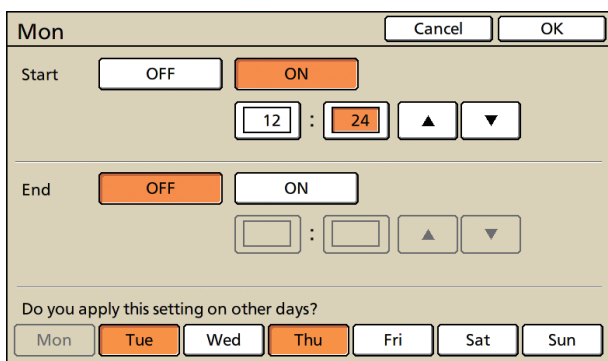 Mon Cancel OK
Start OFF ON
12 : 24 ▲ ▼
End OFF ON
: ▲ ▼
Do you apply this setting on other days?
Mon Tue Wed Thu Fri Sat Sun